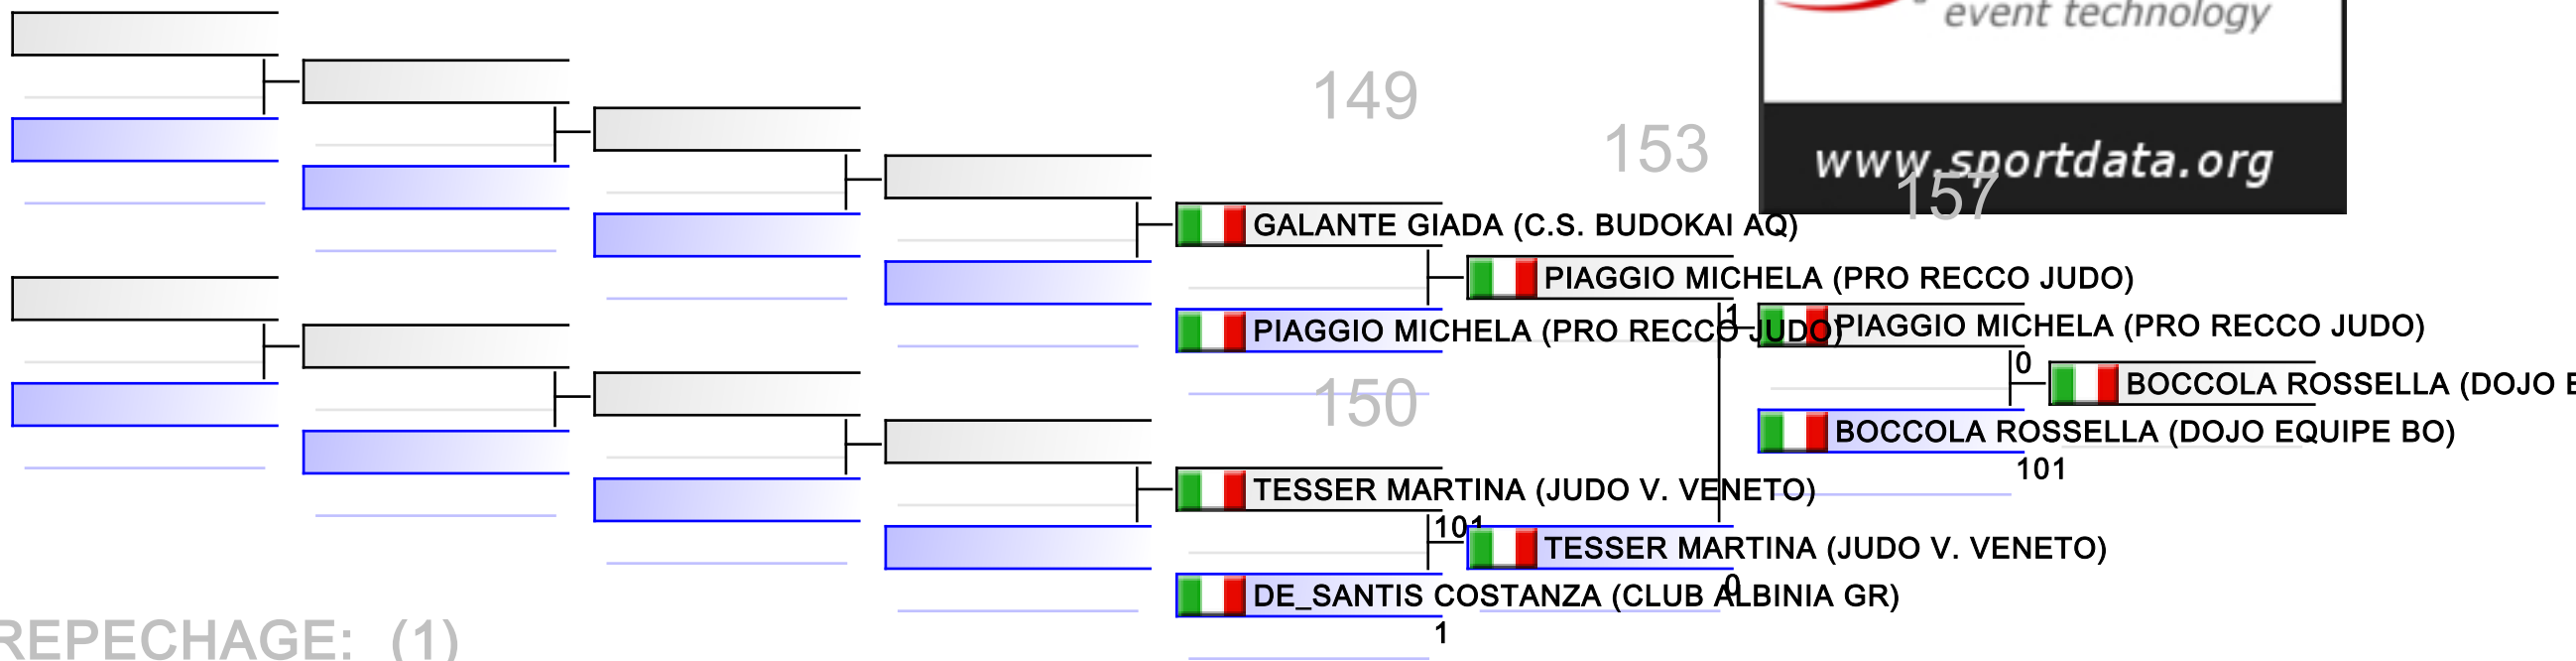 event technology
149
153
www.sportdata.org
157
GALANTE GIADA (C.S. BUDOKAI AQ)
PIAGGIO MICHELA (PRO RECCO JUDO)
1
PIAGGIO MICHELA (PRO RECCO JUDO)
PIAGGIO MICHELA (PRO RECCO JUDO)
0
BOCCOLA ROSSELLA (DOJO E
150
BOCCOLA ROSSELLA (DOJO EQUIPE BO)
101
TESSER MARTINA (JUDO V. VENETO)
101
TESSER MARTINA (JUDO V. VENETO)
0
DE_SANTIS COSTANZA (CLUB ALBINIA GR)
1
REPECHAGE: (1)